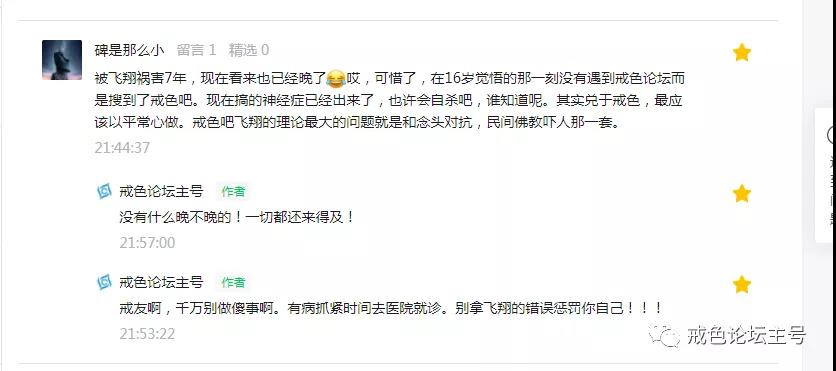 碑是那么小 留言 1 精选 0
被飞翔祸害7年，现在看来也已经晚了😂哎，可惜了，在16岁觉悟的那一刻没有遇到戒色论坛而
是搜到了戒色吧。现在搞的神经症已经出来了，也许会自杀吧，谁知道呢。其实兑于戒色，最应
该以平常心做。戒色吧飞翔的理论最大的问题就是和念头对抗，民间佛教吓人那一套。
21:44:37
戒色论坛主号 作者
没有什么晚不晚的！一切都还来得及！
21:57:00
戒色论坛主号 作者
戒友啊，千万别做傻事啊。有病抓紧时间去医院就诊。别拿飞翔的错误惩罚你自己！！！
21:53:22
戒色论坛主号